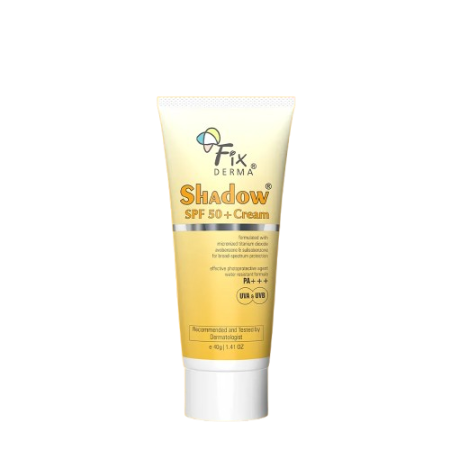 Fix
DERMA®
SHADOW®
SPF 50+Cream
formulated with
micronised titanium dioxide
avobenzone & octinoxate
for broad spectrum protection
effective photoprotective agent
water resistant formula
PA+++
UVA & UVB
Recommended and tested by
Dermatologist
e 40g | 1.41 OZ